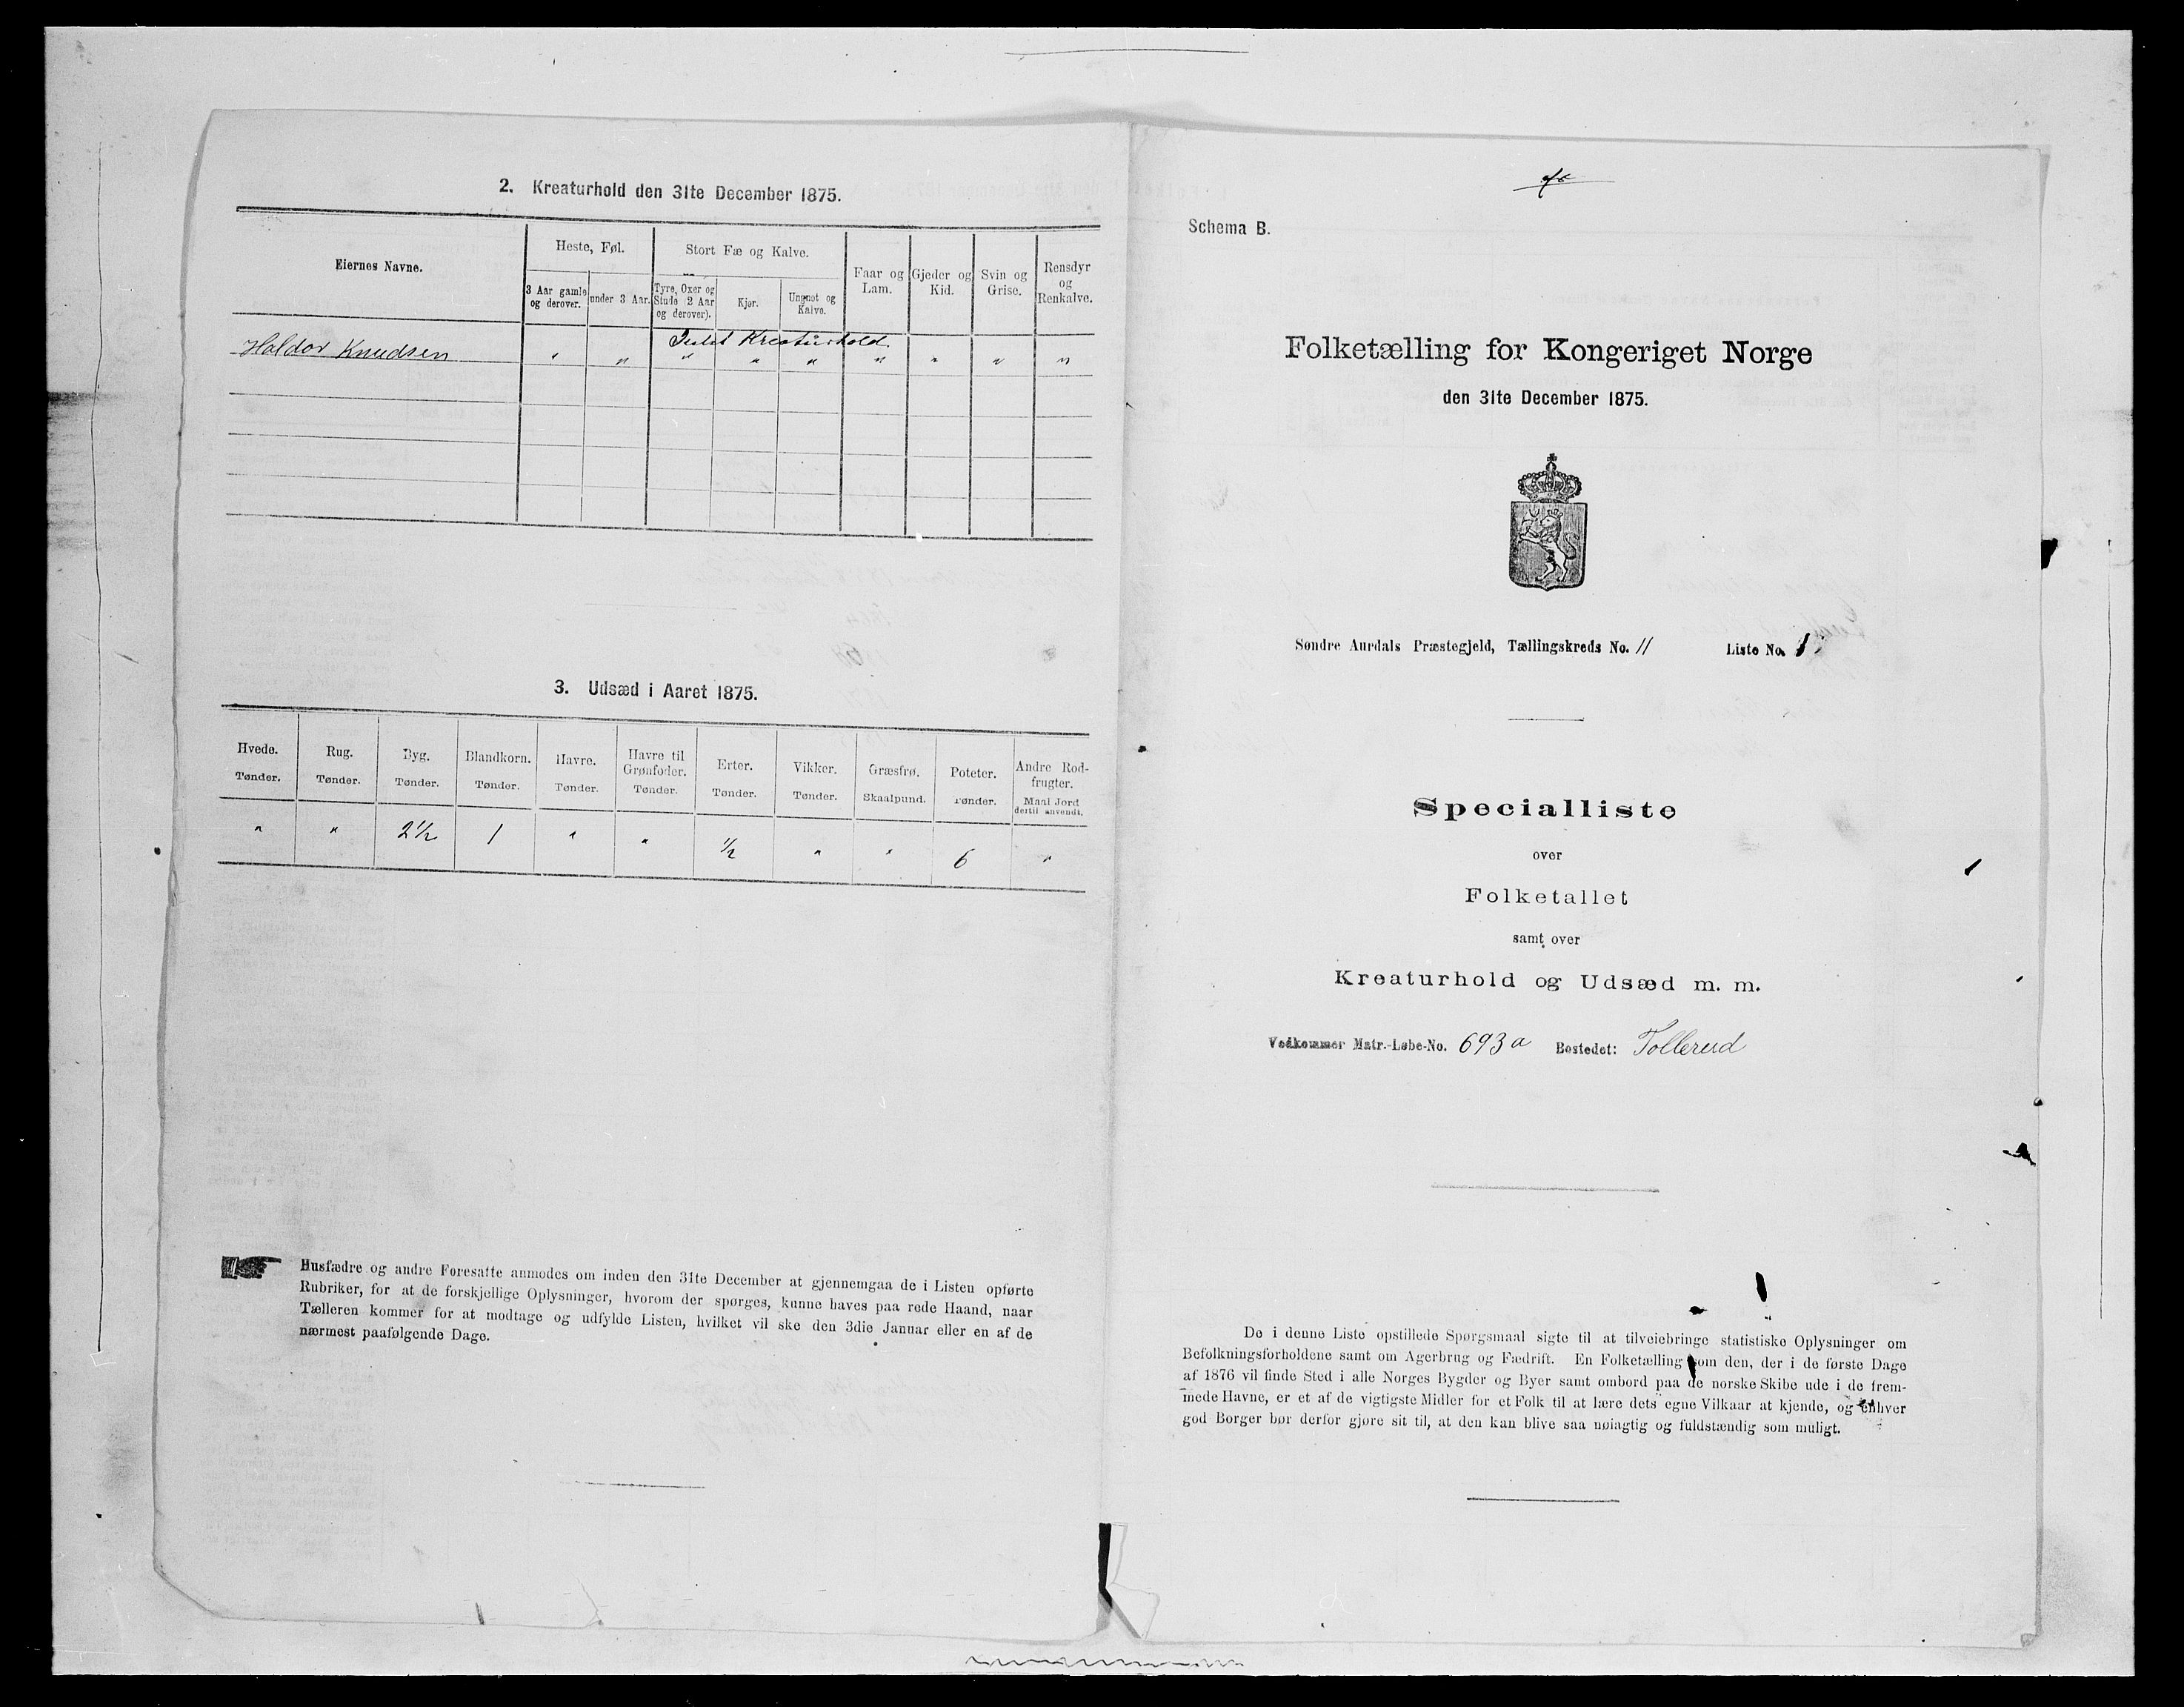 2. Kreaturhold den 31te December 1875.
Eiernes Navne.
Heste, Føl.
Stort Fæ og Kalve.
Faar og Lam.
Gjeder og Kid.
Svin og Grise.
Rensdyr og Renkalve.
3 Aar gamle og derover.
under 3 Aar.
Tyre, Oxer og Stude (2 Aar og derover).
Kjør.
Ungnot og Kalve.
Kreaturhold.
Haldor Knudsen " " " " " " " " "
3. Udsæd i Aaret 1875.
Hvede. Rug. Byg. Blandkorn. Havre. Havre til Grønfoder. Erter. Vikker. Græsfrø. Poteter. Andre Rodfrugter.
Tønder. Tønder. Tønder. Tønder. Tønder. Tønder. Tønder. Tønder. Skaalpund. Tønder. Maal Jord dertil anvendt.
" " 2½ 1 " " ½ " " 6 "
Husfædre og andre Foresatte anmodes om inden den 31te December at gjennemgaa de i Listen opførte
Rubriker, for at de forskjellige Oplysninger, hvorom der spørges, kunne haves paa rede Haand, naar
Tælleren kommer for at modtage og udfylde Listen, hvilket vil ske den 3die Januar eller en af de
nærmest paafølgende Dage.
Schema B.
Folketælling for Kongeriget Norge
den 31te December 1875.
Søndre Aurdals Præstegjeld, Tællingskreds No. 11 Liste No. 1
Specialliste
over
Folketallet
samt over
Kreaturhold og Udsæd m. m.
Vedkommer Matr.-Løbe-No. 693a Bostedet: Tollerud
De i denne Liste opstillede Spørgsmaal sigte til at tilveiebringe statistiske Oplysninger om
Befolkningsforholdene samt om Agerbrug og Fædrift. En Folketælling som den, der i de første Dage
af 1876 vil finde Sted i alle Norges Bygder og Byer samt ombord paa de norske Skibe ude i de frem-
mede Havne, er et af de vigtigste Midler for et Folk til at lære dets egne Vilkaar at kjende, og enhver
god Borger bør derfor gjøre sit til, at den kan blive saa nøiagtig og fuldstændig som muligt.